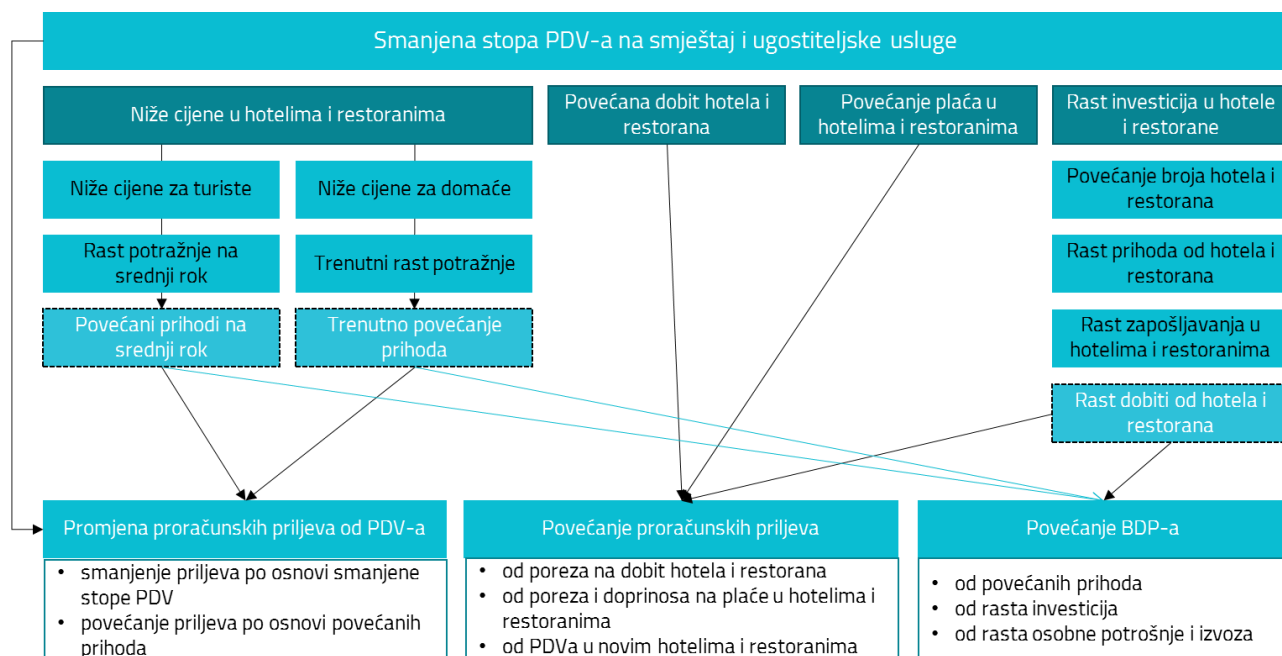 Smanjena stopa PDV-a na smještaj i ugostiteljske usluge
Niže cijene u hotelima i restoranima
Povećana dobit hotela i
restorana
Povećanje plaća u
hotelima i restoranima
Rast investicija u hotele
i restorane
Niže cijene za turiste
Niže cijene za domaće
Povećanje broja hotela i
restorana
Rast potražnje na
srednji rok
Trenutni rast potražnje
Rast prihoda od hotela i
restorana
Povećani prihodi na
srednji rok
Trenutno povećanje
prihoda
Rast zapošljavanja u
hotelima i restoranima
Rast dobiti od hotela i
restorana
Promjena proračunskih priljeva od PDV-a
• smanjenje priljeva po osnovi smanjene
stope PDV
• povećanje priljeva po osnovi povećanih
prihoda
Povećanje proračunskih priljeva
• od poreza na dobit hotela i restorana
• od poreza i doprinosa na plaće u hotelima i
restoranima
• od PDVa u novim hotelima i restoranima
Povećanje BDP-a
• od povećanih prihoda
• od rasta investicija
• od rasta osobne potrošnje i izvoza